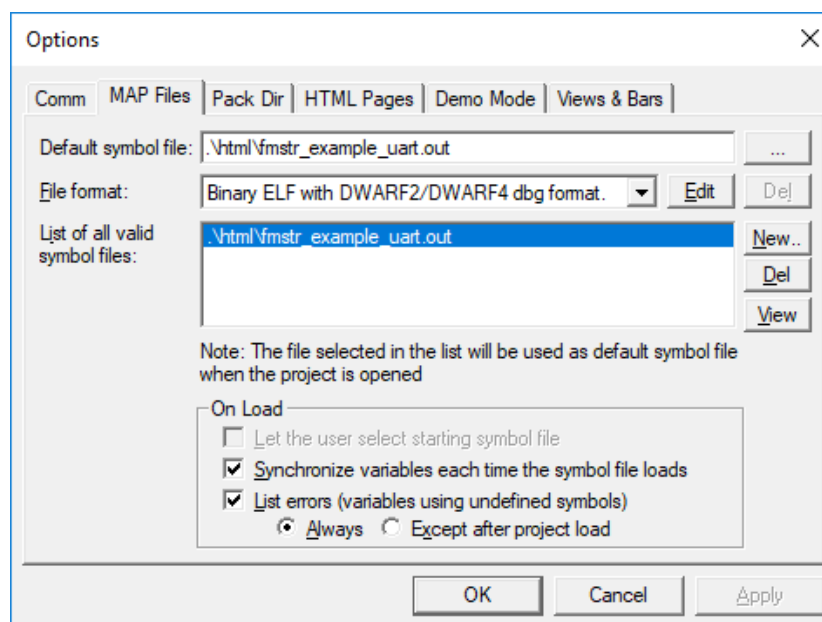 Options
Comm MAP Files Pack Dir HTML Pages Demo Mode Views & Bars
Default symbol file: .\html\fmstr_example_uart.out ...
File format: Binary ELF with DWARF2/DWARF4 dbg format. Edit Del
List of all valid symbol files:
.\html\fmstr_example_uart.out
New..
Del
View
Note: The file selected in the list will be used as default symbol file
when the project is opened
On Load
Let the user select starting symbol file
Synchronize variables each time the symbol file loads
List errors (variables using undefined symbols)
Always Except after project load
OK Cancel Apply